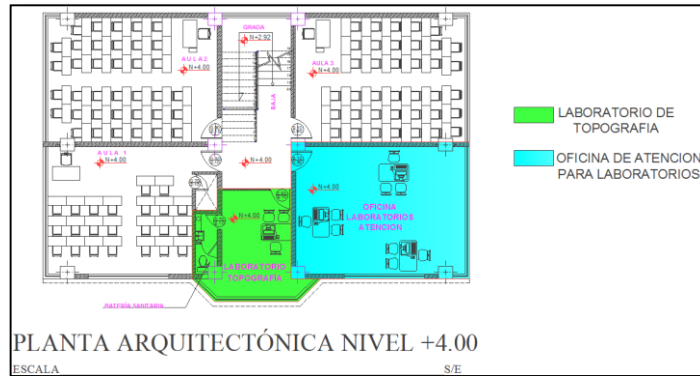 GRADA
N+2.92
AULA 2
N+4.00
AULA 3
N+4.00
BAJA
AULA 1
N+4.00
N+4.00
N+4.00
N+4.00
OFICINA
LABORATORIOS
ATENCION
LABORATORIO
TOPOGRAFIA
BATERÍA SANITARIA
LABORATORIO DE
TOPOGRAFIA
OFICINA DE ATENCION
PARA LABORATORIOS
PLANTA ARQUITECTÓNICA NIVEL +4.00
ESCALA S/E